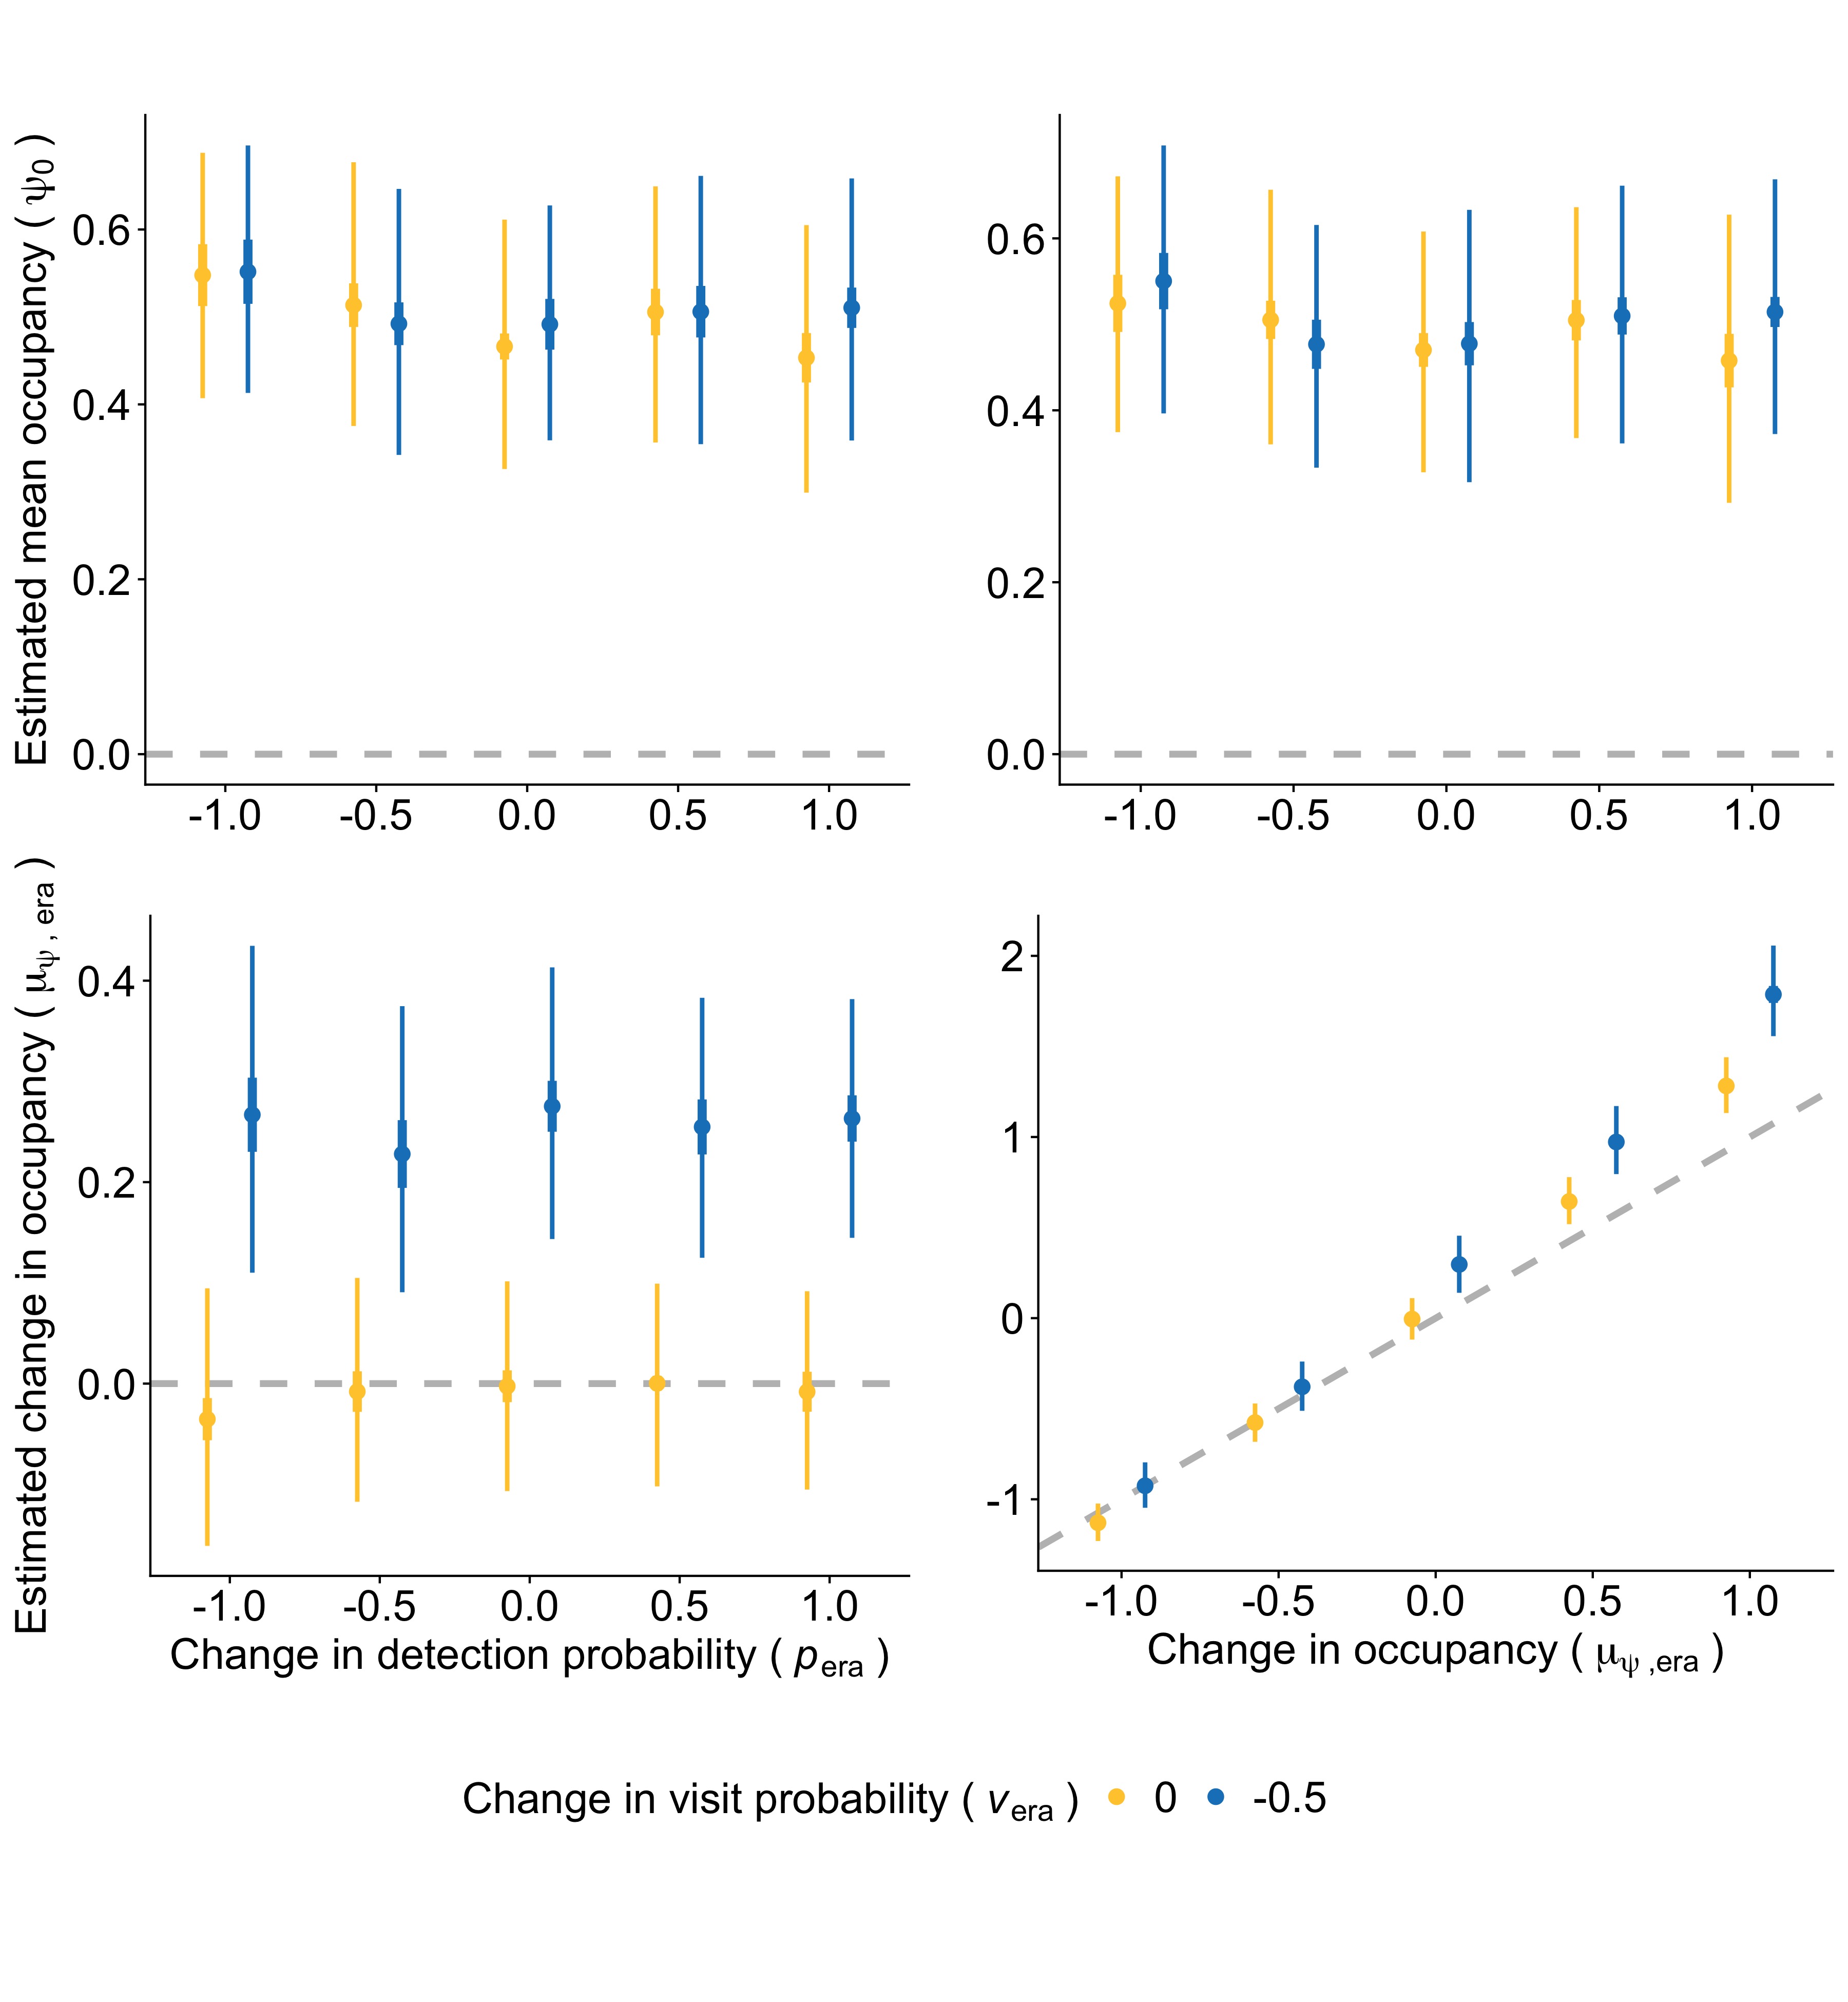 Estimated mean occupancy ( ψ0 )
0.6
0.4
0.2
0.0
-1.0 -0.5 0.0 0.5 1.0
0.6
0.4
0.2
0.0
-1.0 -0.5 0.0 0.5 1.0
Estimated change in occupancy ( μψ, era )
0.4
0.2
0.0
-1.0 -0.5 0.0 0.5 1.0
Change in detection probability ( pera )
2
1
0
-1
-1.0 -0.5 0.0 0.5 1.0
Change in occupancy ( μψ ,era )
Change in visit probability ( vera ) 0 -0.5